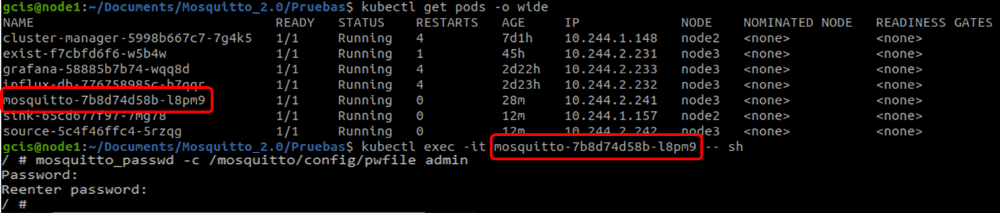 gcis@node1:~/Documents/Mosquitto_2.0/Pruebas$ kubectl get pods -o wide
NAME READY STATUS RESTARTS AGE IP NODE NOMINATED NODE READINESS GATES
cluster-manager-5998b667c7-7g4k5 1/1 Running 4 7d1h 10.244.1.148 node2 <none> <none>
exist-f7cbfd6f6-w5b4w 1/1 Running 1 45h 10.244.2.231 node3 <none> <none>
grafana-58885b7b74-wqq8d 1/1 Running 4 2d22h 10.244.2.233 node3 <none> <none>
influx-db-776758985c-b7qqr 1/1 Running 4 2d23h 10.244.2.232 node3 <none> <none>
mosquitto-7b8d74d58b-l8pm9 1/1 Running 0 28m 10.244.2.241 node3 <none> <none>
sink-65cd677f97-7mg78 1/1 Running 0 12m 10.244.1.157 node2 <none> <none>
source-5c4f46ffc4-5rzqg 1/1 Running 0 12m 10.244.2.242 node3 <none> <none>
gcis@node1:~/Documents/Mosquitto_2.0/Pruebas$ kubectl exec -it mosquitto-7b8d74d58b-l8pm9 -- sh
/ # mosquitto_passwd -c /mosquitto/config/pwfile admin
Password:
Reenter password:
/ #